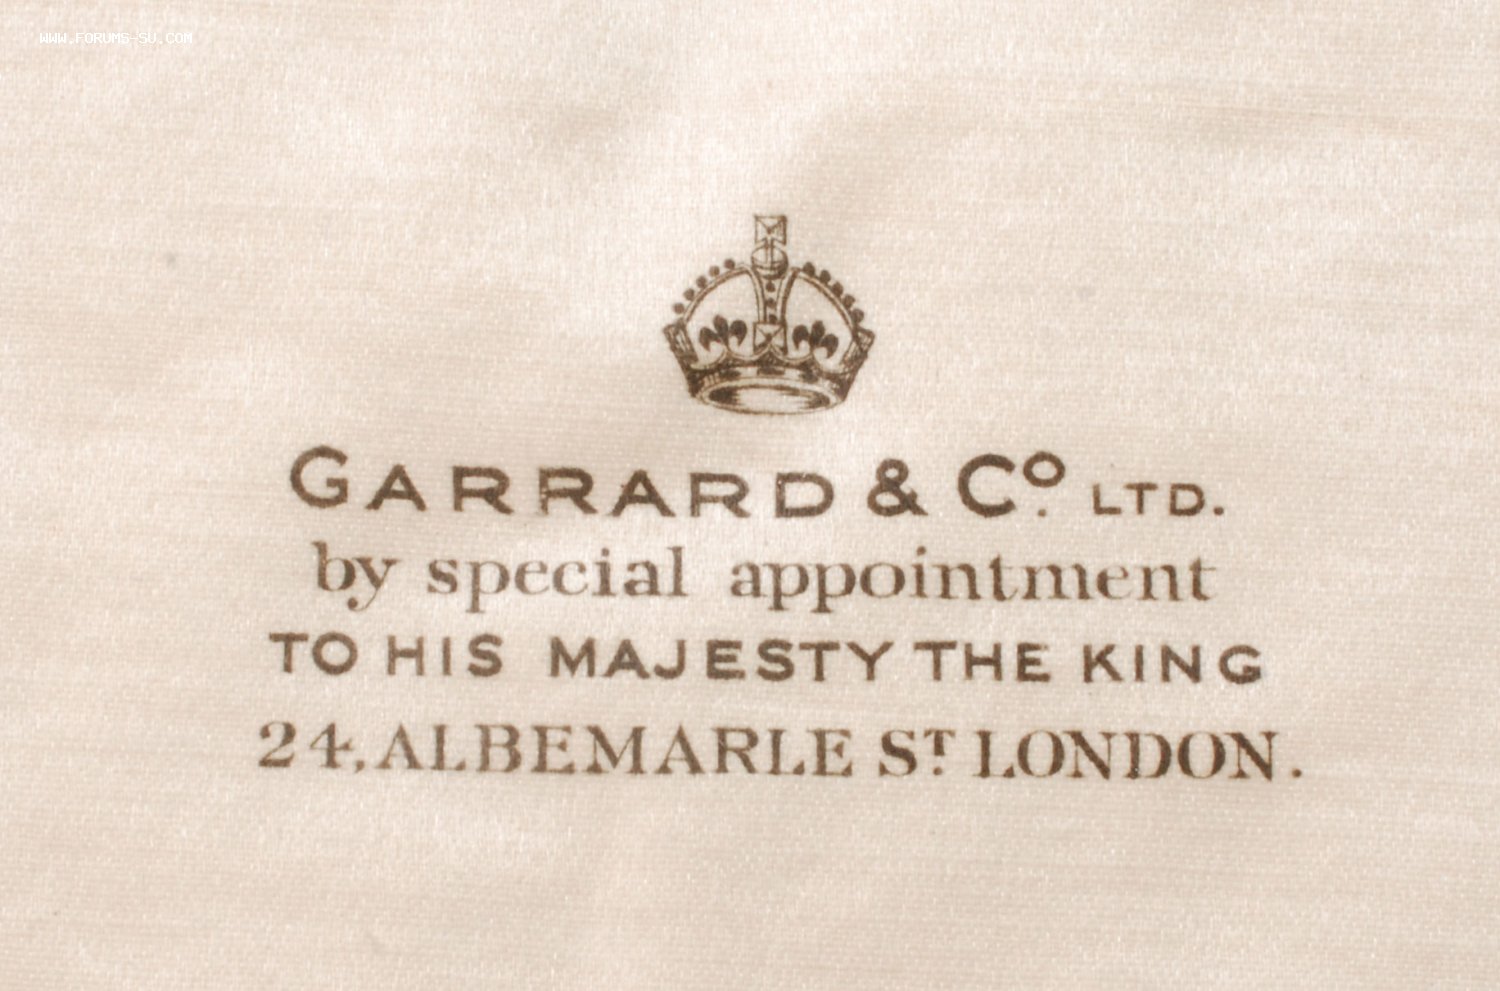 WWW.FORUMS-SU.COM
GARRARD & Cº. LTD.
by special appointment
TO HIS MAJESTY THE KING
24, ALBEMARLE ST. LONDON.